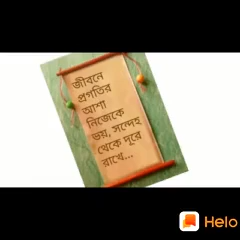 জীবনে
প্রগতির
আশা
নিজেকে
ভয়, সন্দেহ
থেকে দূরে
রাখে...
Helo